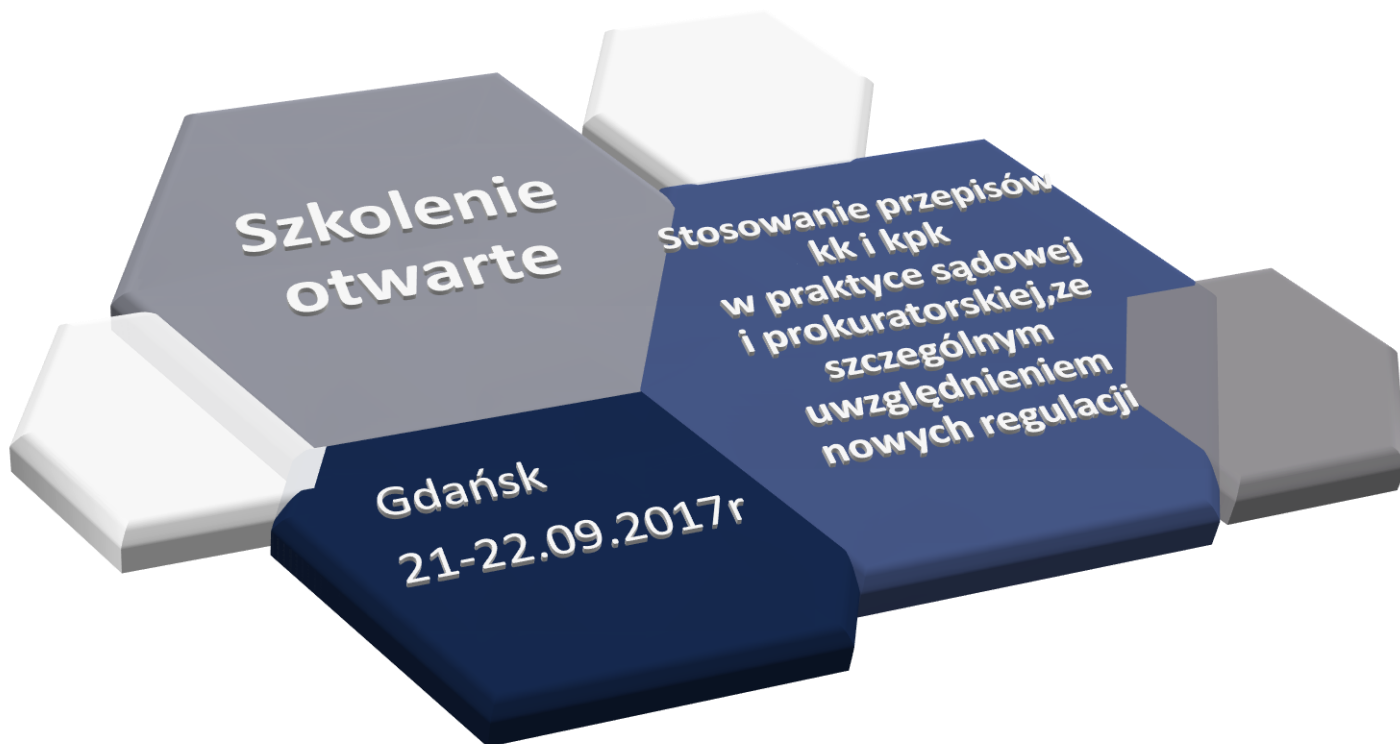 Szkolenie
otwarte
Stosowanie przepisów
kk i kpk
w praktyce sądowej
i prokuratorskiej,ze
szczególnym
uwzględnieniem
nowych regulacji
Gdańsk
21-22.09.2017r